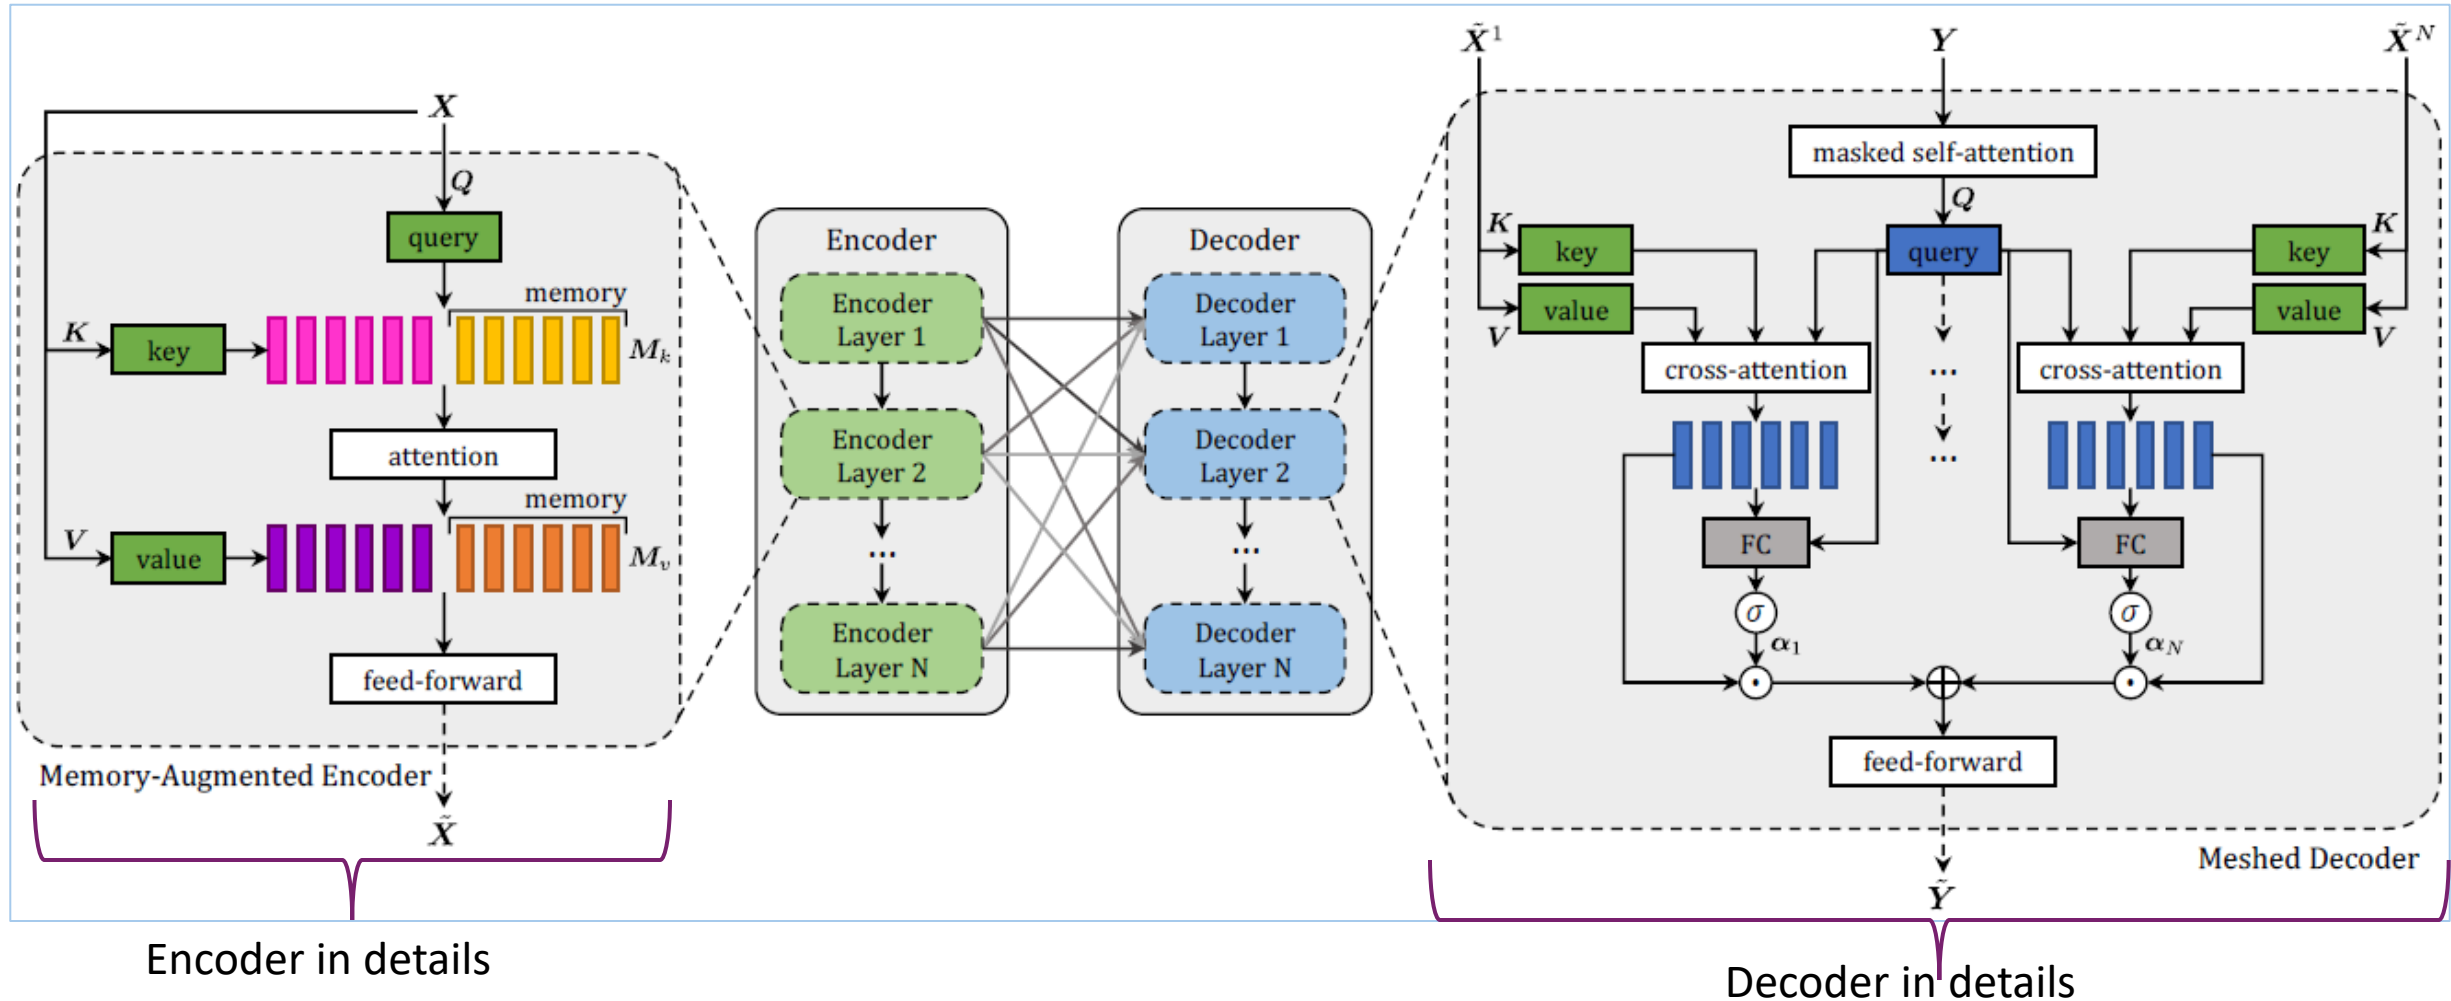 X
Q
query
memory
K
key
M_k
attention
memory
V
value
M_v
feed-forward
Memory-Augmented Encoder
X̃
Encoder in details
Encoder
Encoder
Layer 1
Encoder
Layer 2
...
Encoder
Layer N
Decoder
Decoder
Layer 1
Decoder
Layer 2
...
Decoder
Layer N
X̃¹
Y
X̃ᴺ
masked self-attention
Q
K
key
query
key
K
value
value
V
V
cross-attention
...
cross-attention
...
FC
FC
σ
σ
α₁
α_N
feed-forward
Meshed Decoder
Ỹ
Decoder in details